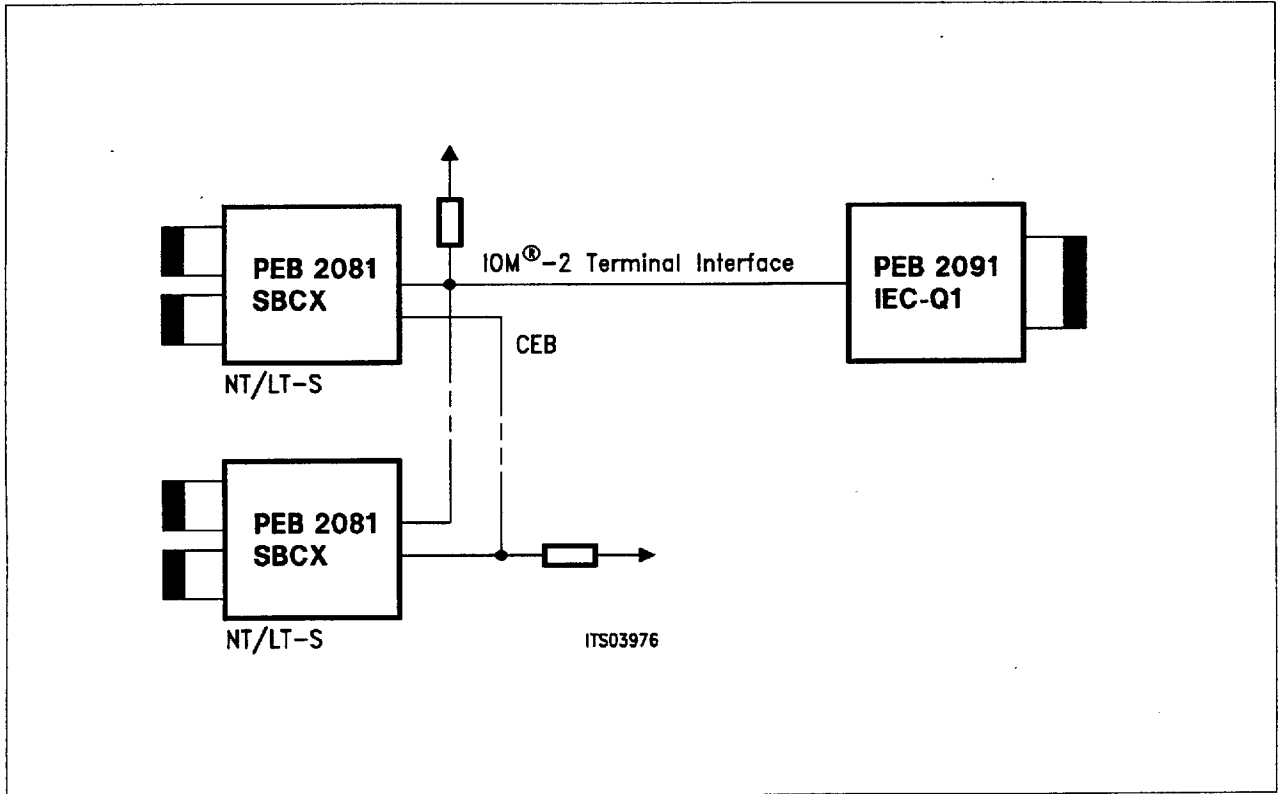 PEB 2081
SBCX
NT/LT-S
IOM®-2 Terminal Interface
CEB
PEB 2091
IEC-Q1
PEB 2081
SBCX
NT/LT-S
ITS03976